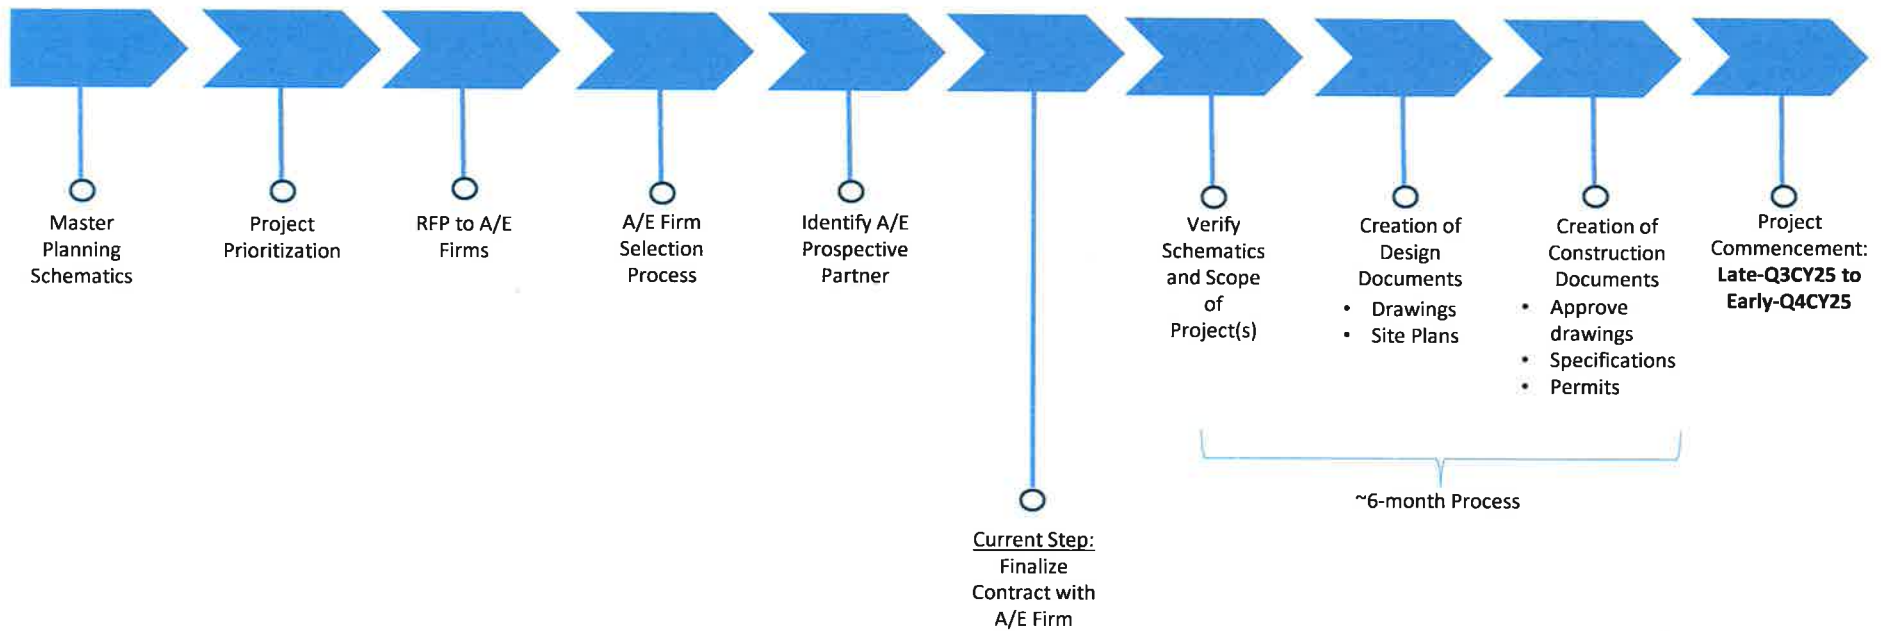 Master
Planning
Schematics
Project
Prioritization
RFP to A/E
Firms
A/E Firm
Selection
Process
Identify A/E
Prospective
Partner
Current Step:
Finalize
Contract with
A/E Firm
Verify
Schematics
and Scope
of
Project(s)
Creation of
Design
Documents
• Drawings
• Site Plans
Creation of
Construction
Documents
• Approve
drawings
• Specifications
• Permits
~6-month Process
Project
Commencement:
Late-Q3CY25 to
Early-Q4CY25